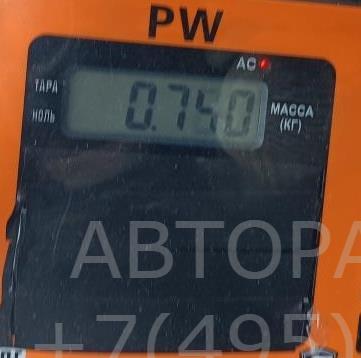 PW
AC
ТАРА 0.740 МАССА
НОЛЬ (КГ)
АВТОРА
+7(495)